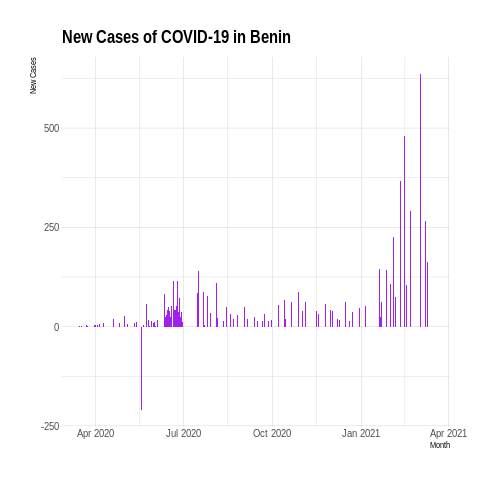 New Cases of COVID-19 in Benin
New Cases
500
250
0
-250
Apr 2020
Jul 2020
Oct 2020
Jan 2021
Apr 2021
Month